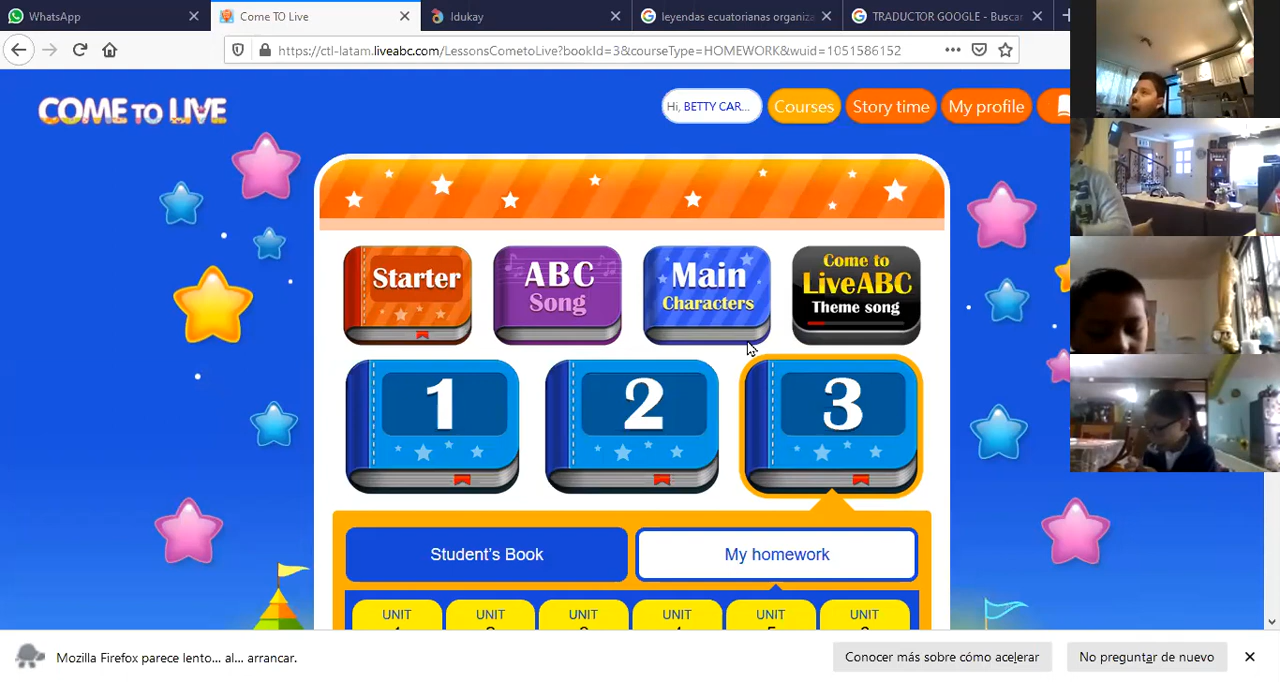 WhatsApp
Come TO Live
Idukay
leyendas ecuatorianas organiza
TRADUCTOR GOOGLE - Buscar
https://ctl-latam.liveabc.com/LessonsCometoLive?bookId=3&courseType=HOMEWORK&wuid=1051586152
COME TO LIVE
Hi, BETTY CAR...
Courses
Story time
My profile
Starter
ABC
Song
Main
Characters
Come to
LiveABC
Theme song
1
2
3
Student's Book
My homework
UNIT
UNIT
UNIT
UNIT
UNIT
UNIT
Mozilla Firefox parece lento... al... arrancar.
Conocer más sobre cómo acelerar
No preguntar de nuevo